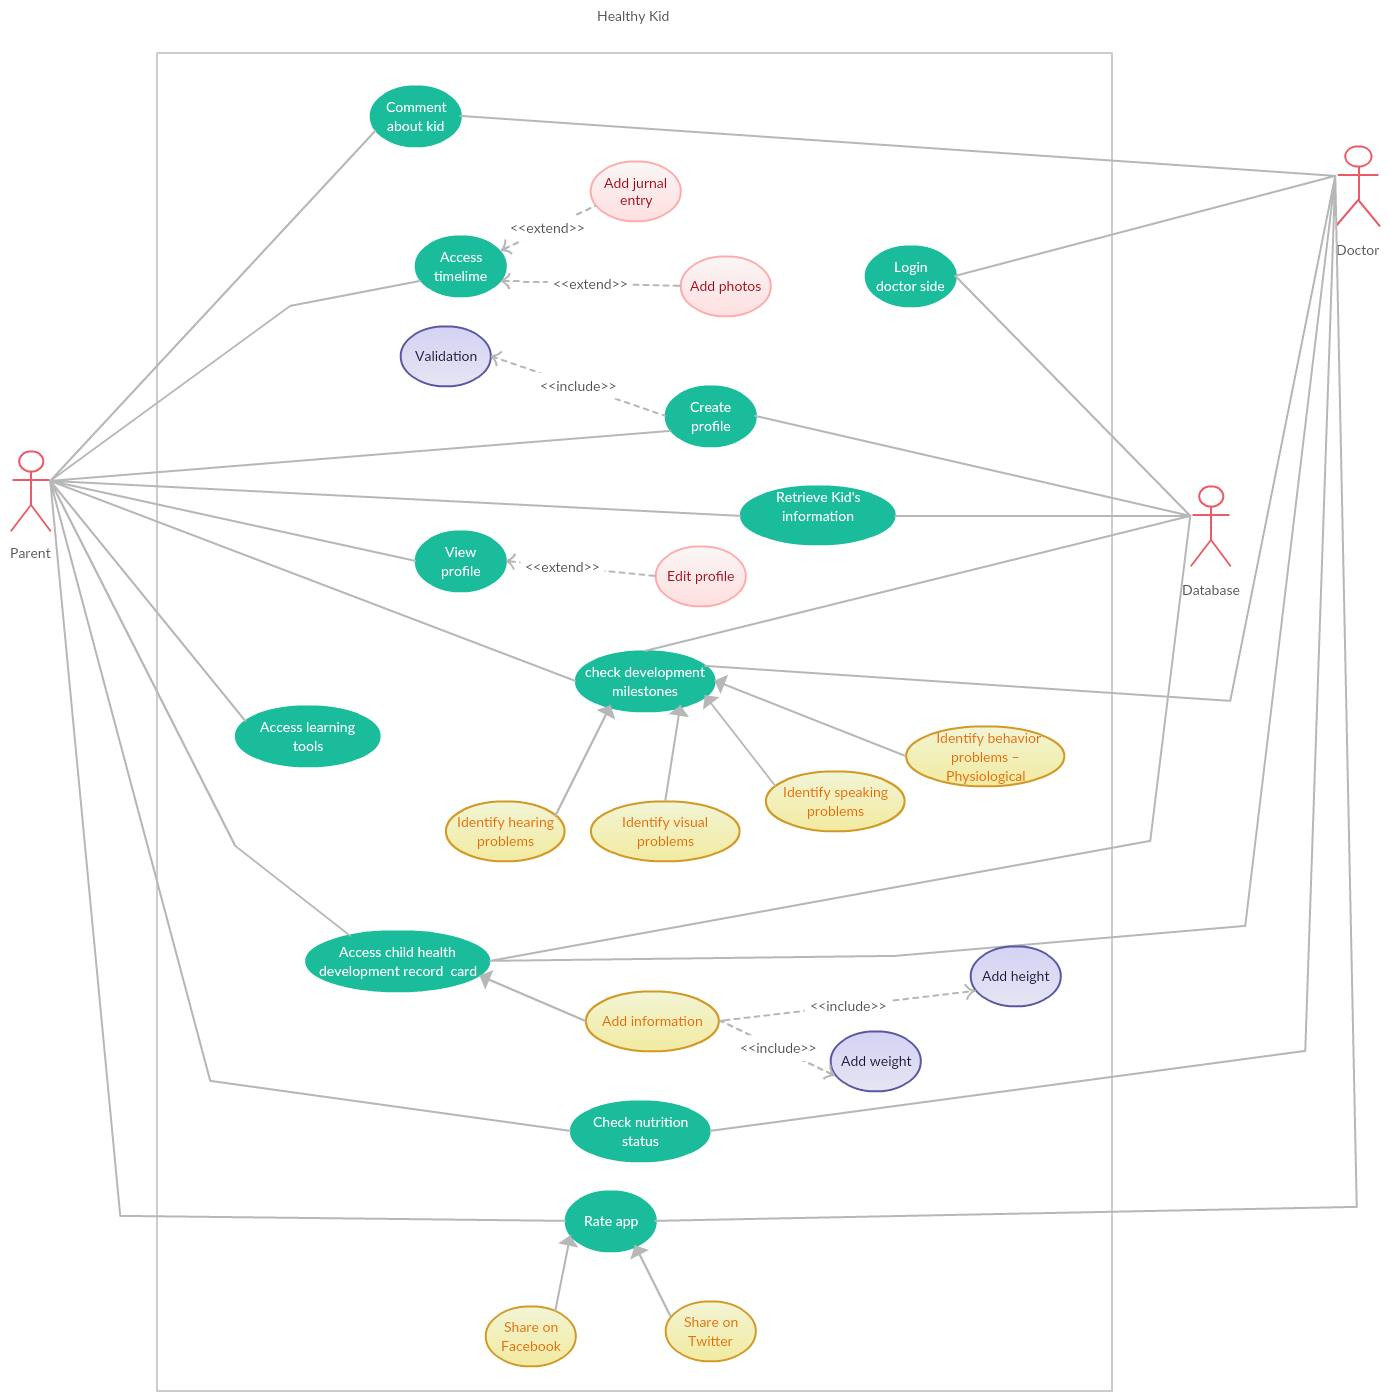 Healthy Kid
Comment
about kid
Add jurnal
entry
<<extend>>
Access
timelime
<<extend>>
Add photos
Login
doctor side
Doctor
Validation
<<include>>
Create
profile
Parent
Retrieve Kid's
information
Database
View
profile
<<extend>>
Edit profile
check development
milestones
Access learning
tools
Identify behavior
problems –
Physiological
Identify speaking
problems
Identify hearing
problems
Identify visual
problems
Access child health
development record  card
Add height
<<include>>
Add information
<<include>>
Add weight
Check nutrition
status
Rate app
Share on
Facebook
Share on
Twitter